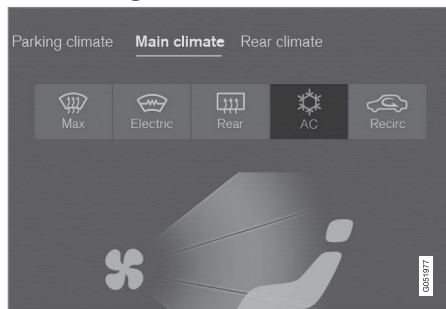 Parking climate Main climate Rear climate
Max Electric Rear AC Recirc
G051977